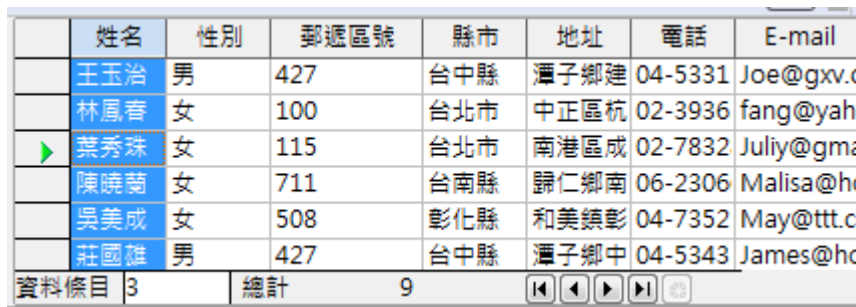 姓名 性別 郵遞區號 縣市 地址 電話 E-mail
王玉治 男 427 台中縣 潭子鄉建 04-5331 Joe@gxv.
林鳳春 女 100 台北市 中正區杭 02-3936 fang@yah
葉秀珠 女 115 台北市 南港區成 02-7832 Juliy@gma
陳曉蘭 女 711 台南縣 歸仁鄉南 06-2306 Malisa@h
吳美成 女 508 彰化縣 和美鎮彰 04-7352 May@ttt.c
莊國雄 男 427 台中縣 潭子鄉中 04-5343 James@ho
資料條目 3 總計 9